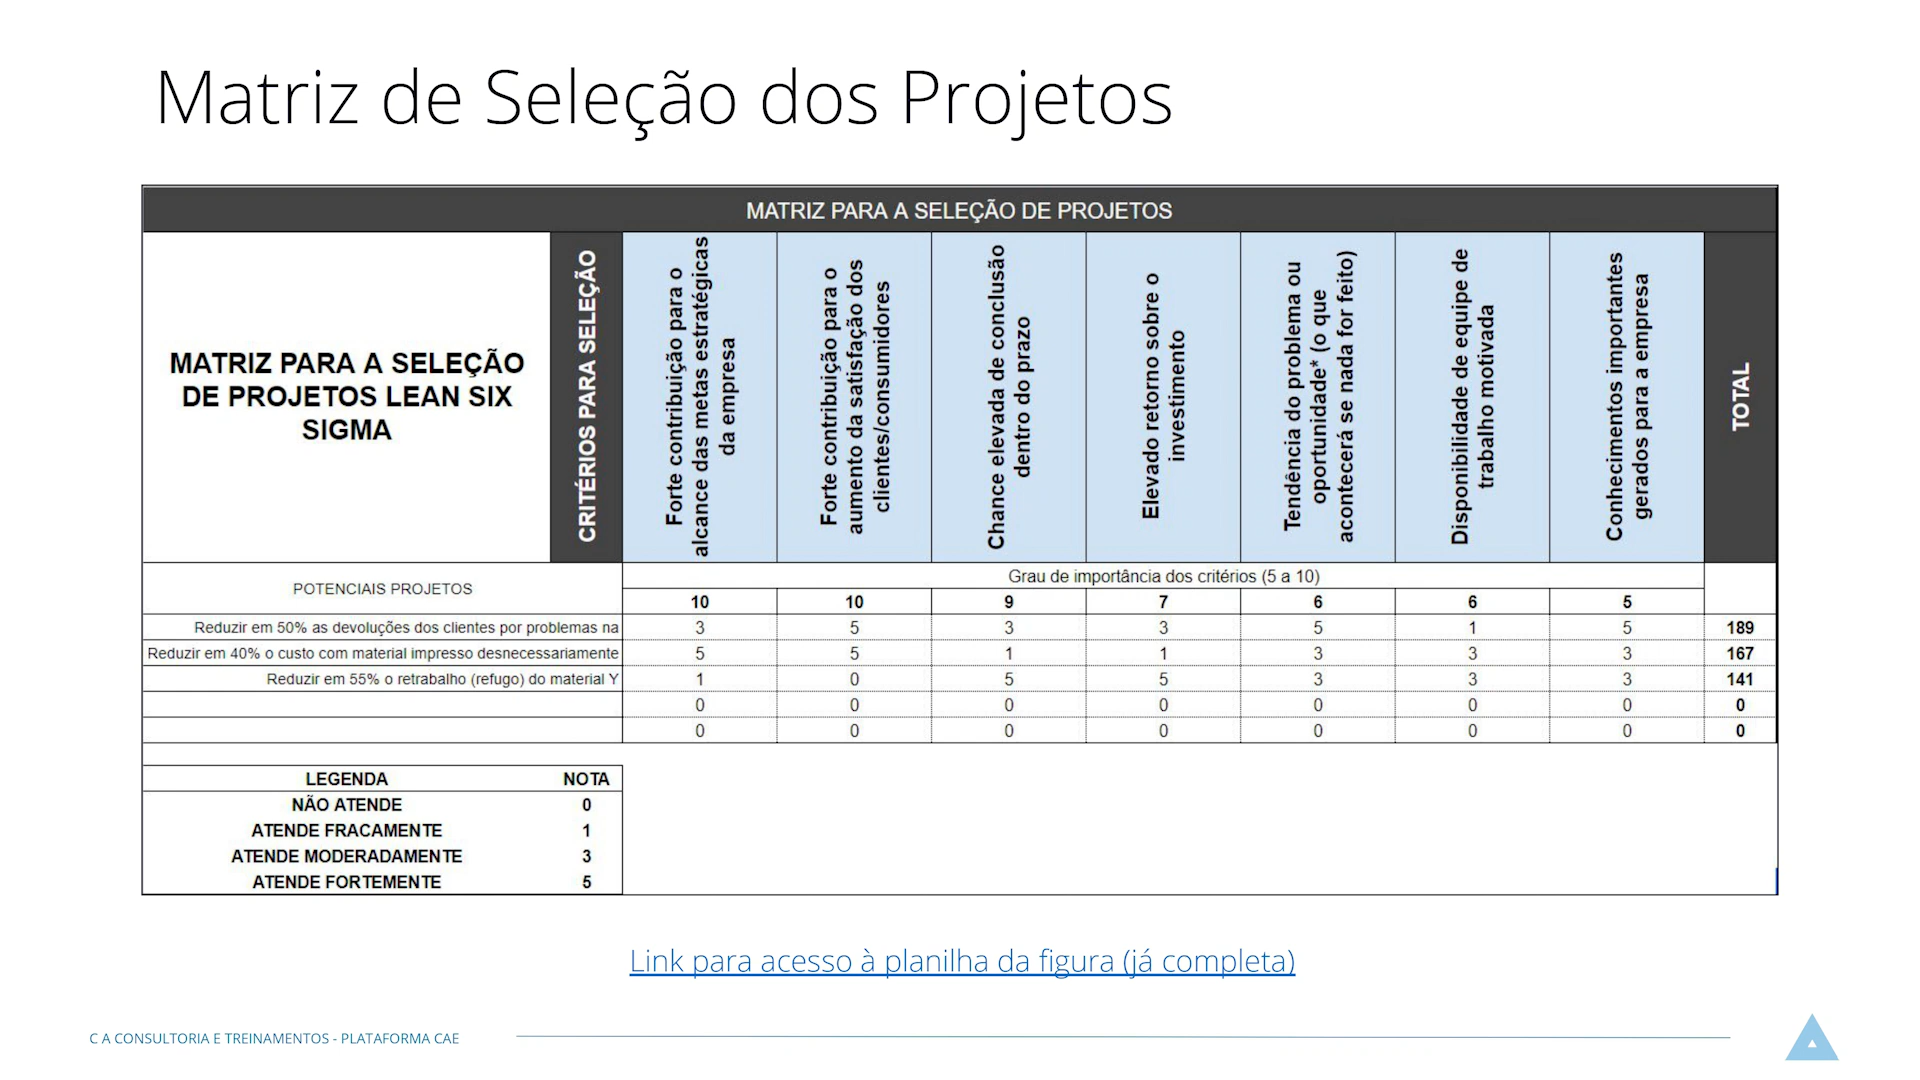 Matriz de Seleção dos Projetos
MATRIZ PARA A SELEÇÃO DE PROJETOS
MATRIZ PARA A SELEÇÃO
DE PROJETOS LEAN SIX
SIGMA
CRITÉRIOS PARA SELEÇÃO
Forte contribuição para o
alcance das metas estratégicas
da empresa
Forte contribuição para o
aumento da satisfação dos
clientes/consumidores
Chance elevada de conclusão
dentro do prazo
Elevado retorno sobre o
investimento
Tendência do problema ou
oportunidade* (o que
acontecerá se nada for feito)
Disponibilidade de equipe de
trabalho motivada
Conhecimentos importantes
gerados para a empresa
TOTAL
POTENCIAIS PROJETOS
Grau de importância dos critérios (5 a 10)
10 10 9 7 6 6 5
Reduzir em 50% as devoluções dos clientes por problemas na 3 5 3 3 5 1 5 189
Reduzir em 40% o custo com material impresso desnecessariamente 5 5 1 1 3 3 3 167
Reduzir em 55% o retrabalho (refugo) do material Y 1 0 5 5 3 3 3 141
0 0 0 0 0 0 0 0
0 0 0 0 0 0 0 0
LEGENDA NOTA
NÃO ATENDE 0
ATENDE FRACAMENTE 1
ATENDE MODERADAMENTE 3
ATENDE FORTEMENTE 5
Link para acesso à planilha da figura (já completa)
C A CONSULTORIA E TREINAMENTOS - PLATAFORMA CAE